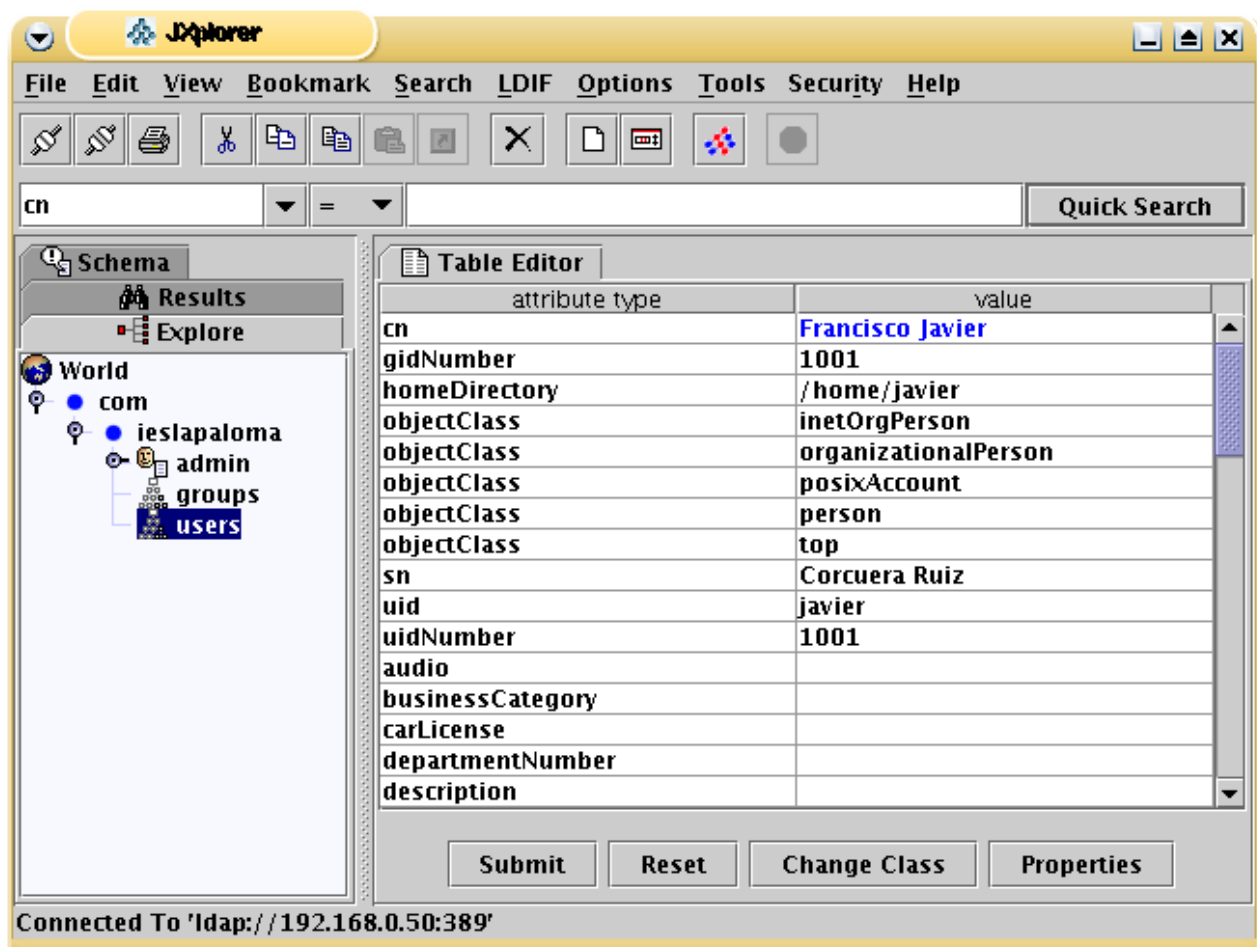 JXplorer
File Edit View Bookmark Search LDIF Options Tools Security Help
cn = Quick Search
Schema
Results
Explore
World
com
ieslapaloma
admin
groups
users
Table Editor
attribute type value
cn Francisco Javier
gidNumber 1001
homeDirectory /home/javier
objectClass inetOrgPerson
objectClass organizationalPerson
objectClass posixAccount
objectClass person
objectClass top
sn Corcuera Ruiz
uid javier
uidNumber 1001
audio
businessCategory
carLicense
departmentNumber
description
Submit Reset Change Class Properties
Connected To 'ldap://192.168.0.50:389'